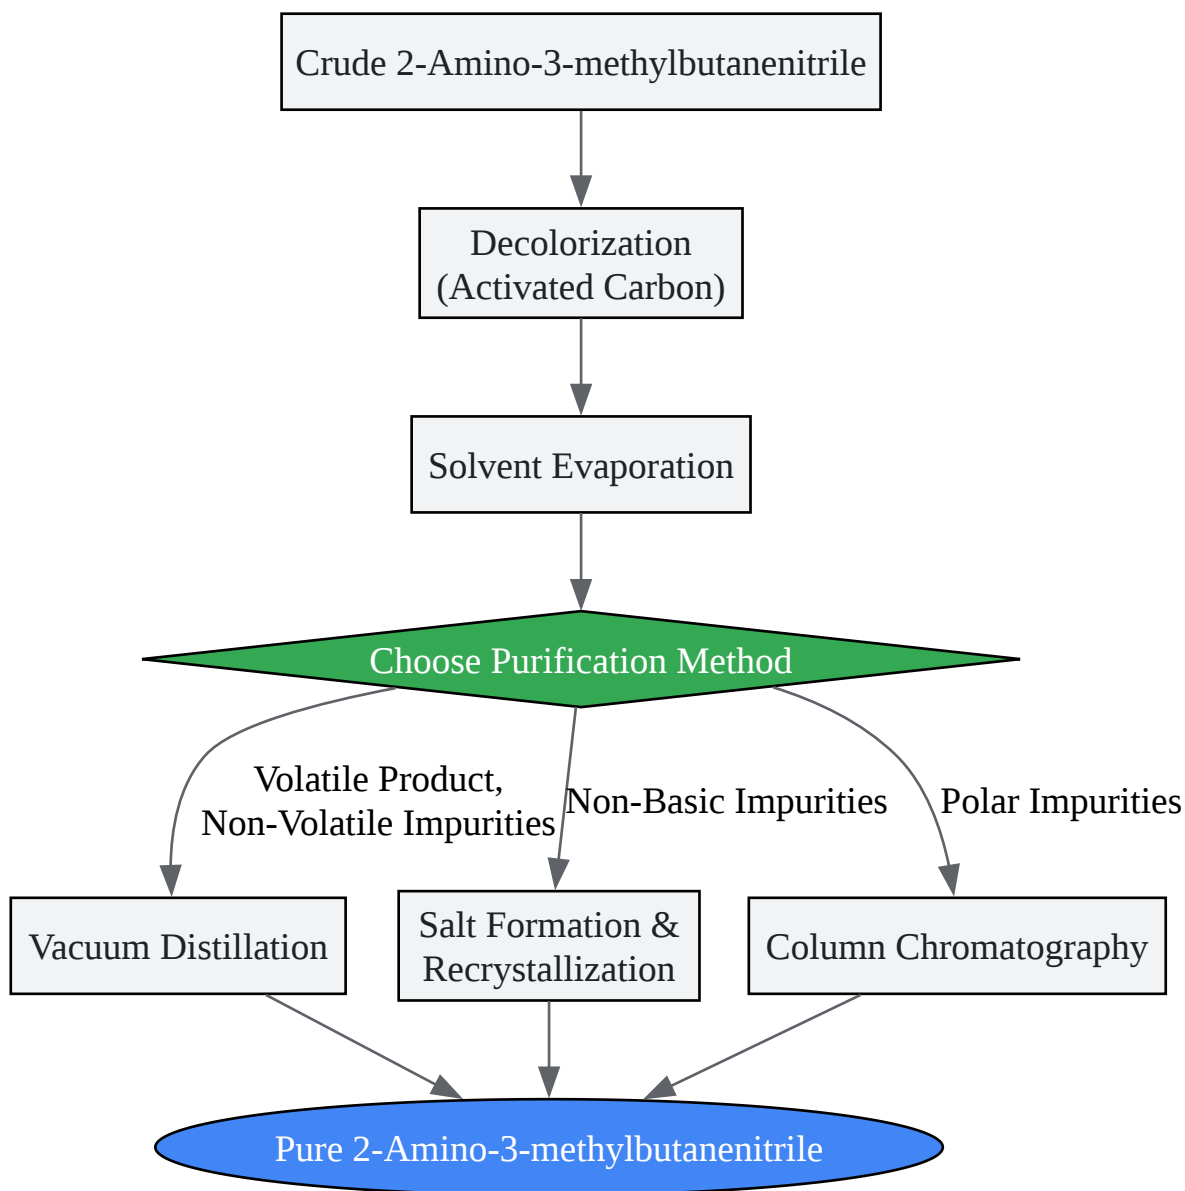 Crude 2-Amino-3-methylbutanenitrile
Decolorization
(Activated Carbon)
Solvent Evaporation
Choose Purification Method
Volatile Product,
Non-Volatile Impurities
Non-Basic Impurities
Polar Impurities
Vacuum Distillation
Salt Formation &
Recrystallization
Column Chromatography
Pure 2-Amino-3-methylbutanenitrile